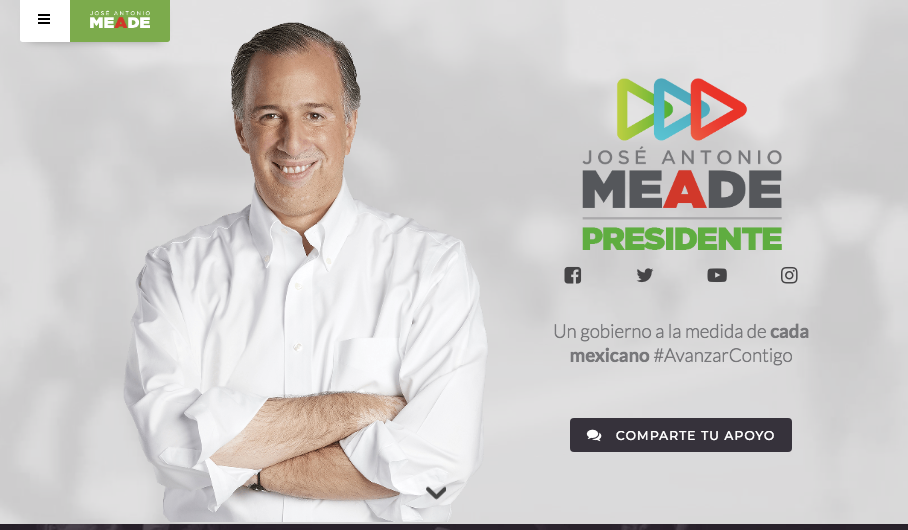 JOSÉ ANTONIO
MEADE
JOSÉ ANTONIO
MEADE
PRESIDENTE
Un gobierno a la medida de cada
mexicano #AvanzarContigo
COMPARTE TU APOYO